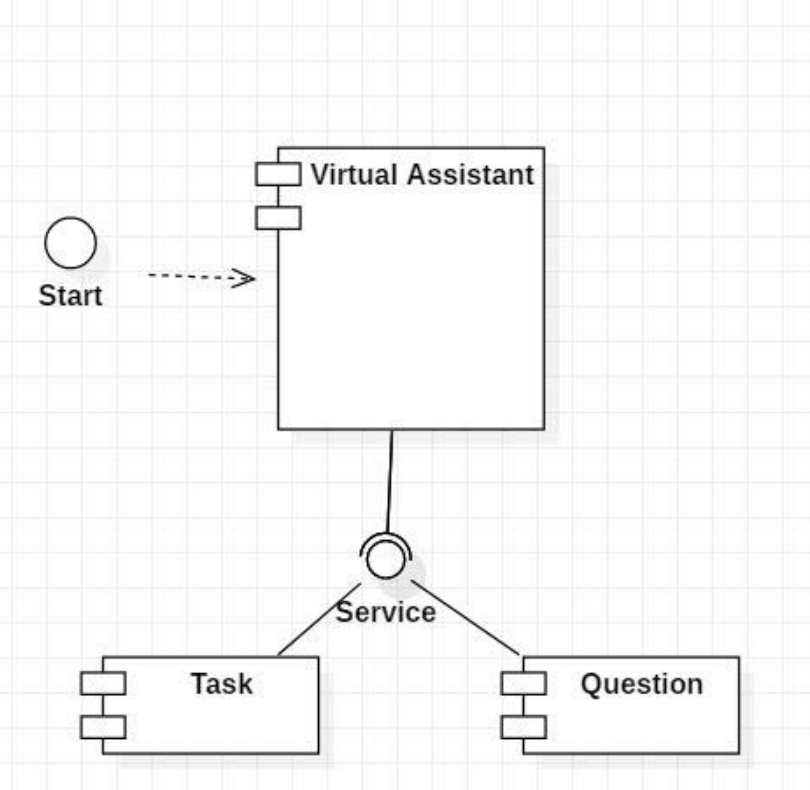 Virtual Assistant
Start
Service
Task
Question